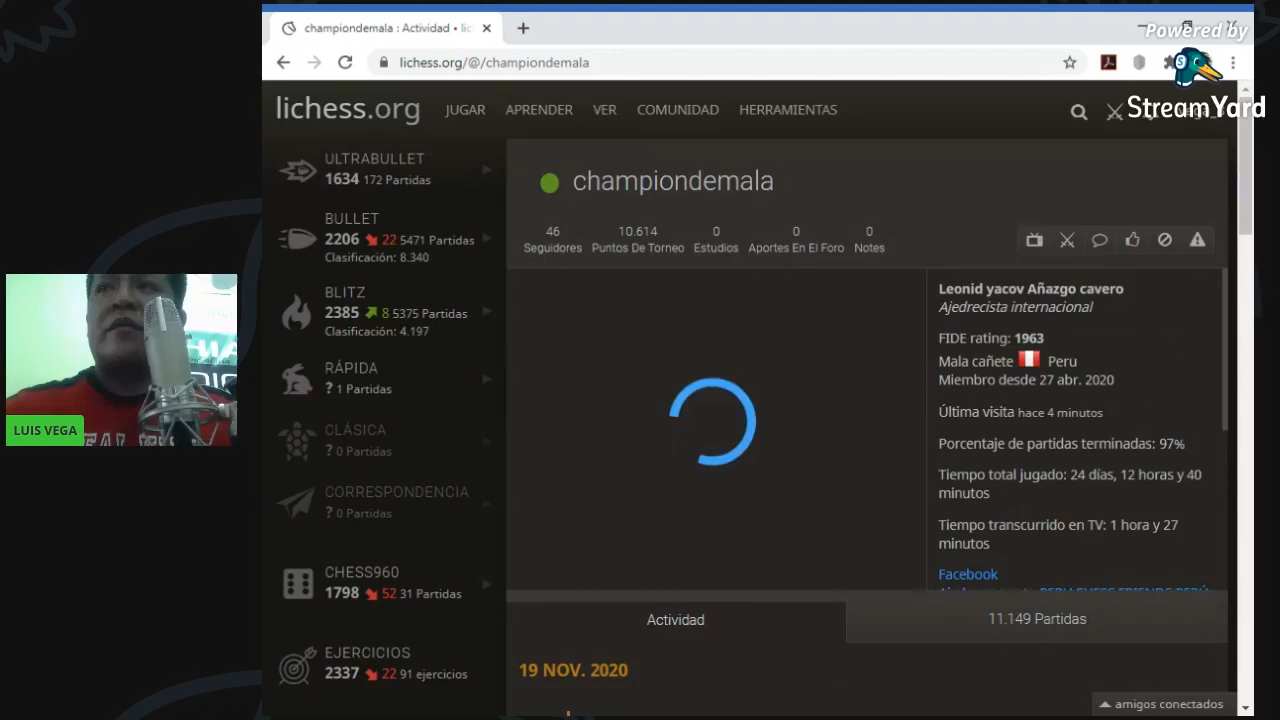 championdemala : Actividad • lic
Powered by
lichess.org/@/championdemala
StreamYard
lichess.org
JUGAR
APRENDER
VER
COMUNIDAD
HERRAMIENTAS
ULTRABULLET
1634 172 Partidas
BULLET
2206 22 5471 Partidas
Clasificación: 8.340
BLITZ
2385 8 5375 Partidas
Clasificación: 4.197
RÁPIDA
? 1 Partidas
CLÁSICA
? 0 Partidas
CORRESPONDENCIA
? 0 Partidas
CHESS960
1798 52 31 Partidas
EJERCICIOS
2337 22 91 ejercicios
championdemala
46
Seguidores
10.614
Puntos De Torneo
0
Estudios
0
Aportes En El Foro
0
Notes
Leonid yacov Añazgo cavero
Ajedrecista internacional
FIDE rating: 1963
Mala cañete Peru
Miembro desde 27 abr. 2020
Última visita hace 4 minutos
Porcentaje de partidas terminadas: 97%
Tiempo total jugado: 24 días, 12 horas y 40
minutos
Tiempo transcurrido en TV: 1 hora y 27
minutos
Facebook
Actividad
11.149 Partidas
19 NOV. 2020
amigos conectados
LUIS VEGA